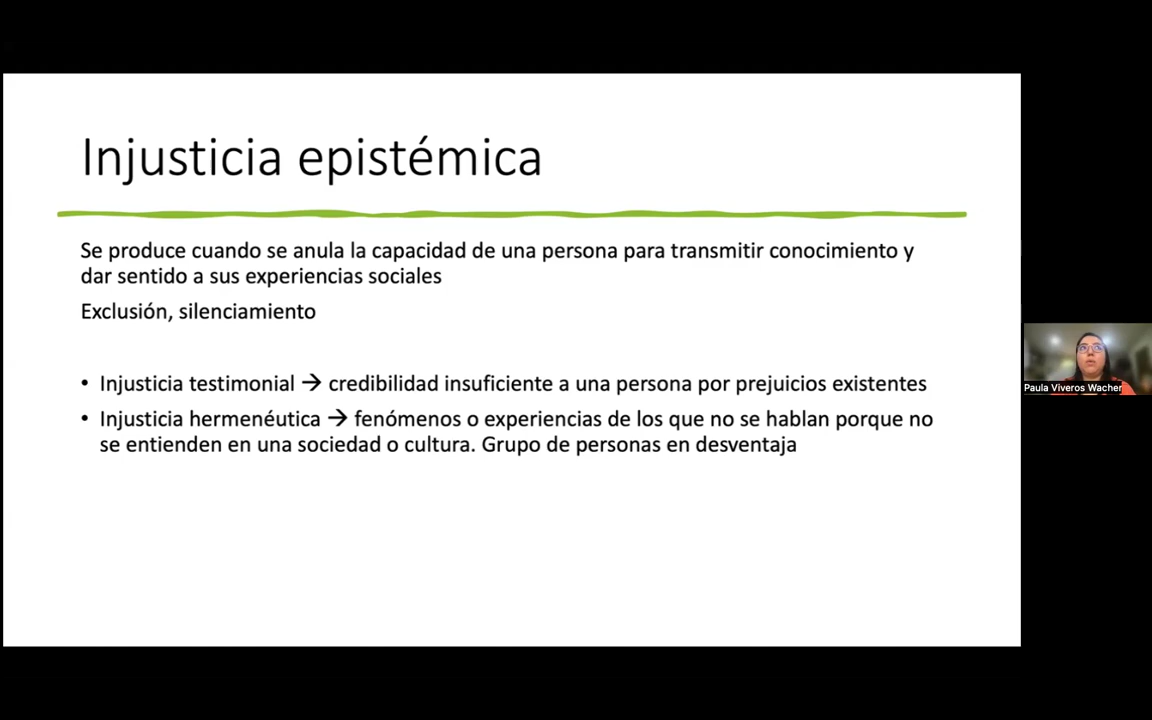 Injusticia epistémica
Se produce cuando se anula la capacidad de una persona para transmitir conocimiento y
dar sentido a sus experiencias sociales
Exclusión, silenciamiento
• Injusticia testimonial → credibilidad insuficiente a una persona por prejuicios existentes
• Injusticia hermenéutica → fenómenos o experiencias de los que no se hablan porque no
se entienden en una sociedad o cultura. Grupo de personas en desventaja
Paula Viveros Wacher